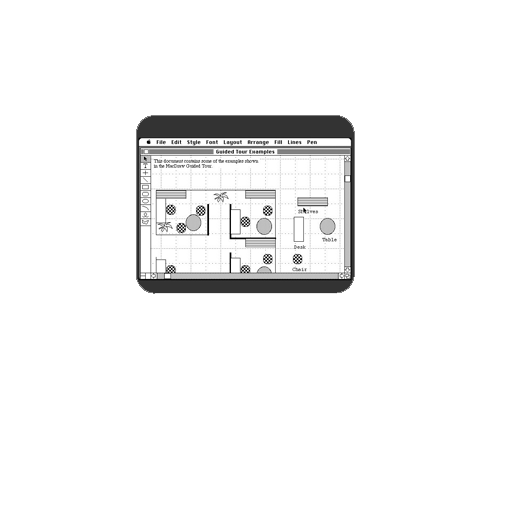 File Edit Style Font Layout Arrange Fill Lines Pen
Guided Tour Examples
This document contains some of the examples shown
in the MacDraw Guided Tour.
Shelves
Table
Desk
Chair